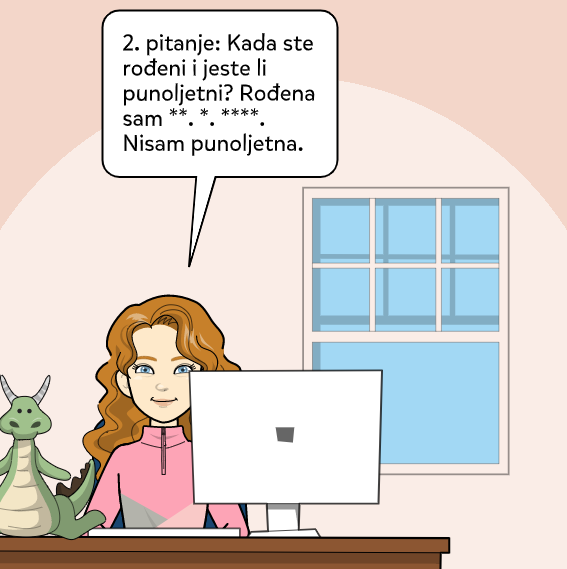 2. pitanje: Kada ste
rođeni i jeste li
punoljetni? Rođena
sam **. *. ****.
Nisam punoljetna.